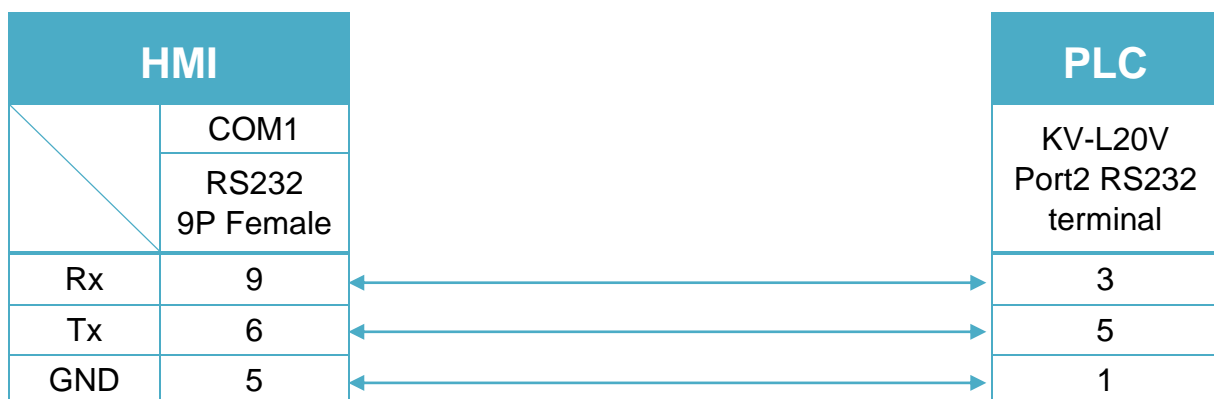 HMI
PLC
COM1
RS232
9P Female
KV-L20V
Port2 RS232
terminal
Rx 9 3
Tx 6 5
GND 5 1